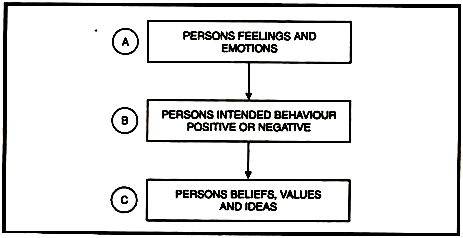 A
PERSONS FEELINGS AND
EMOTIONS
B
PERSONS INTENDED BEHAVIOUR
POSITIVE OR NEGATIVE
C
PERSONS BELIEFS, VALUES
AND IDEAS